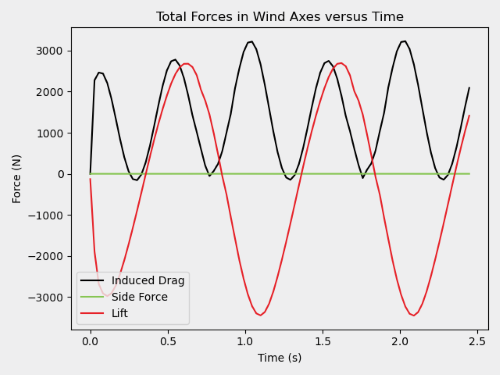 Total Forces in Wind Axes versus Time
Force (N)
3000
2000
1000
0
−1000
−2000
−3000
Induced Drag
Side Force
Lift
0.0 0.5 1.0 1.5 2.0 2.5
Time (s)